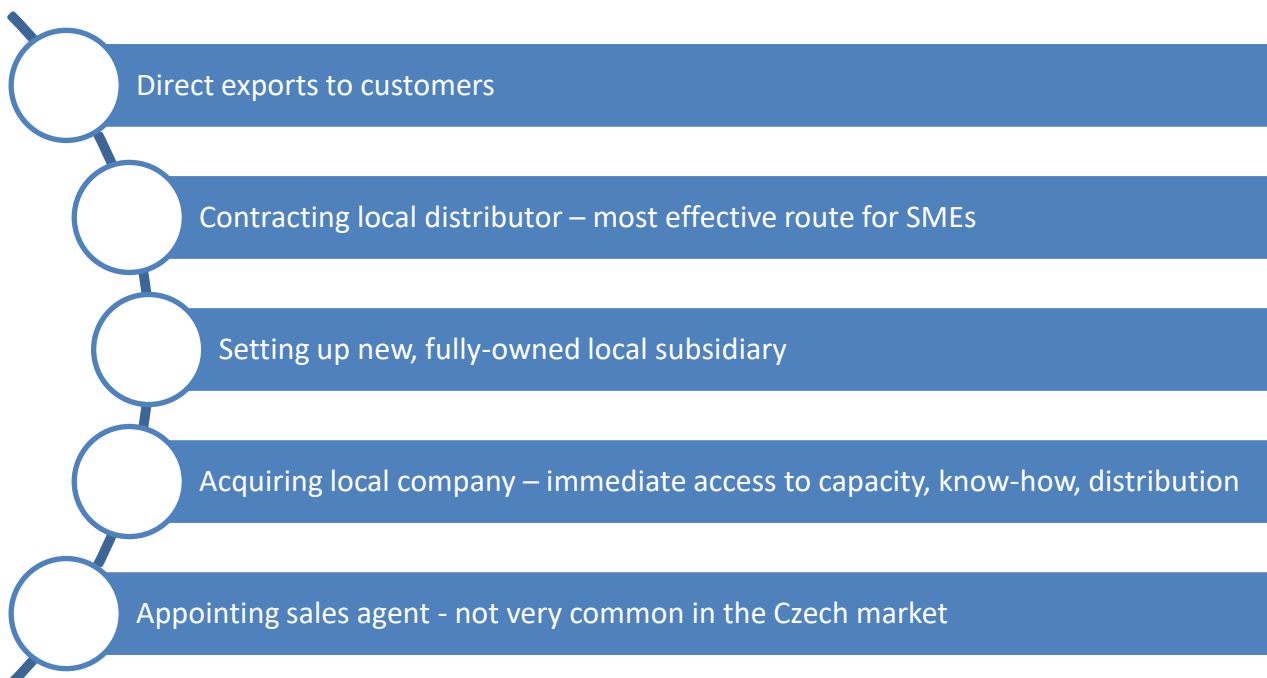 Direct exports to customers
Contracting local distributor – most effective route for SMEs
Setting up new, fully-owned local subsidiary
Acquiring local company – immediate access to capacity, know-how, distribution
Appointing sales agent - not very common in the Czech market